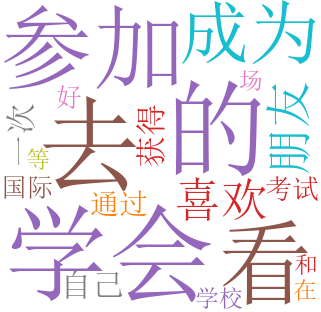 参加
成为
场
好
获得
朋友
一次
去
的
等
国际
通过
喜欢
考试
学会
看
自己
学校
和
在